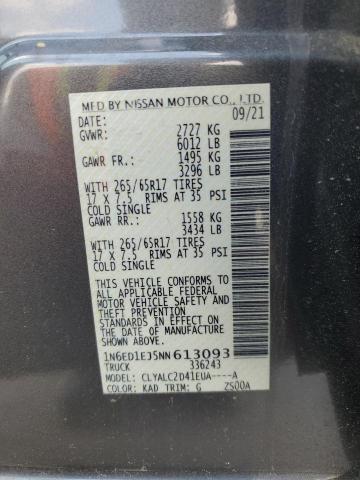 MFD BY NISSAN MOTOR CO., LTD.
DATE: 09/21
GVWR: 2727 KG
6012 LB
GAWR FR.: 1495 KG
3296 LB
WITH 265/65R17 TIRES
17 X 7.5 RIMS AT 35 PSI
COLD SINGLE
GAWR RR.: 1558 KG
3434 LB
WITH 265/65R17 TIRES
17 X 7.5 RIMS AT 35 PSI
COLD SINGLE
THIS VEHICLE CONFORMS TO
ALL APPLICABLE FEDERAL
MOTOR VEHICLE SAFETY
STANDARDS IN EFFECT ON THE
DATE OF MANUFACTURE SHOWN
ABOVE.
1N6ED1EJ5NN613093
TRUCK 336243
MODEL: CLYALC2D41EUA----A
COLOR: KAD TRIM: G ZS00A